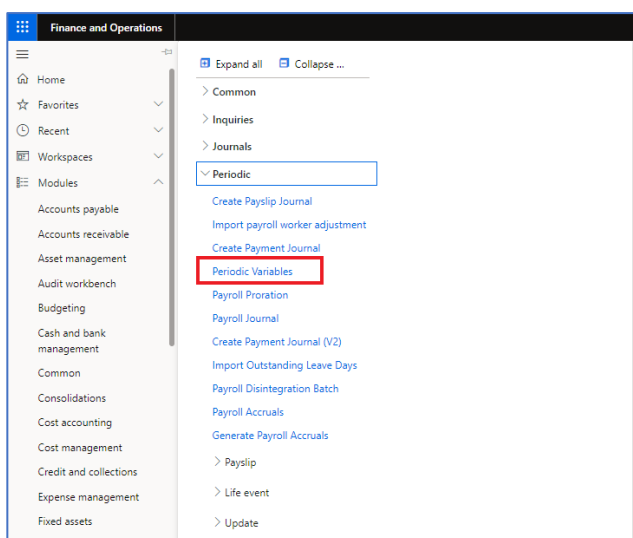 Finance and Operations
Expand all
Collapse ...
Home
Favorites
Recent
Workspaces
Modules
Accounts payable
Accounts receivable
Asset management
Audit workbench
Budgeting
Cash and bank
management
Common
Consolidations
Cost accounting
Cost management
Credit and collections
Expense management
Fixed assets
Common
Inquiries
Journals
Periodic
Create Payslip Journal
Import payroll worker adjustment
Create Payment Journal
Periodic Variables
Payroll Proration
Payroll Journal
Create Payment Journal (V2)
Import Outstanding Leave Days
Payroll Disintegration Batch
Payroll Accruals
Generate Payroll Accruals
Payslip
Life event
Update